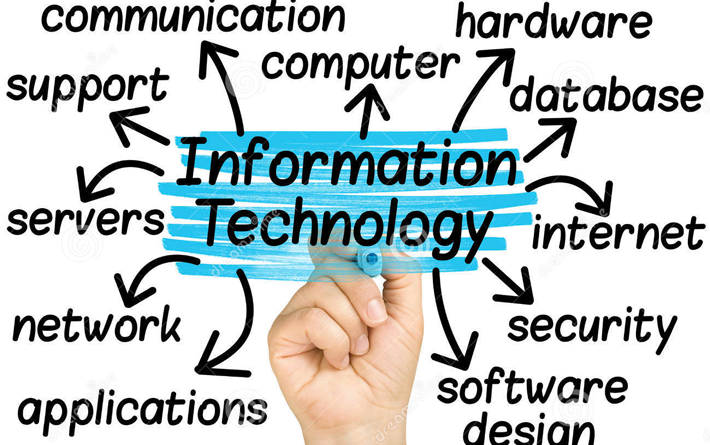 communication
hardware
computer
support
database
Information
Technology
servers
internet
network
security
applications
software
design